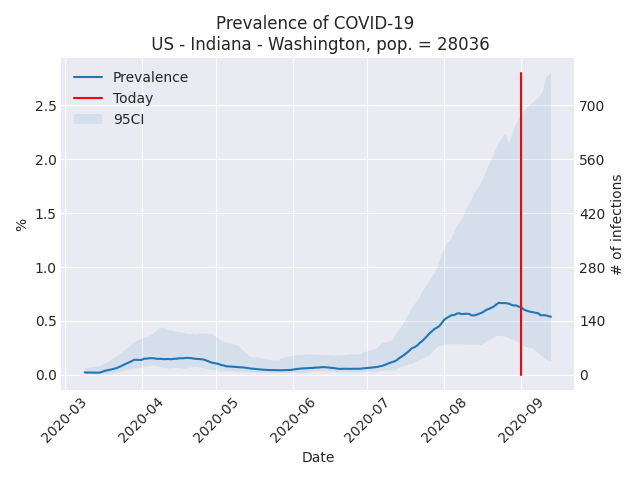 Prevalence of COVID-19
US - Indiana - Washington, pop. = 28036
Prevalence
Today
95CI
2.5
2.0
1.5
1.0
0.5
0.0
%
700
560
420
280
140
0
# of infections
2020-03
2020-04
2020-05
2020-06
2020-07
2020-08
2020-09
Date